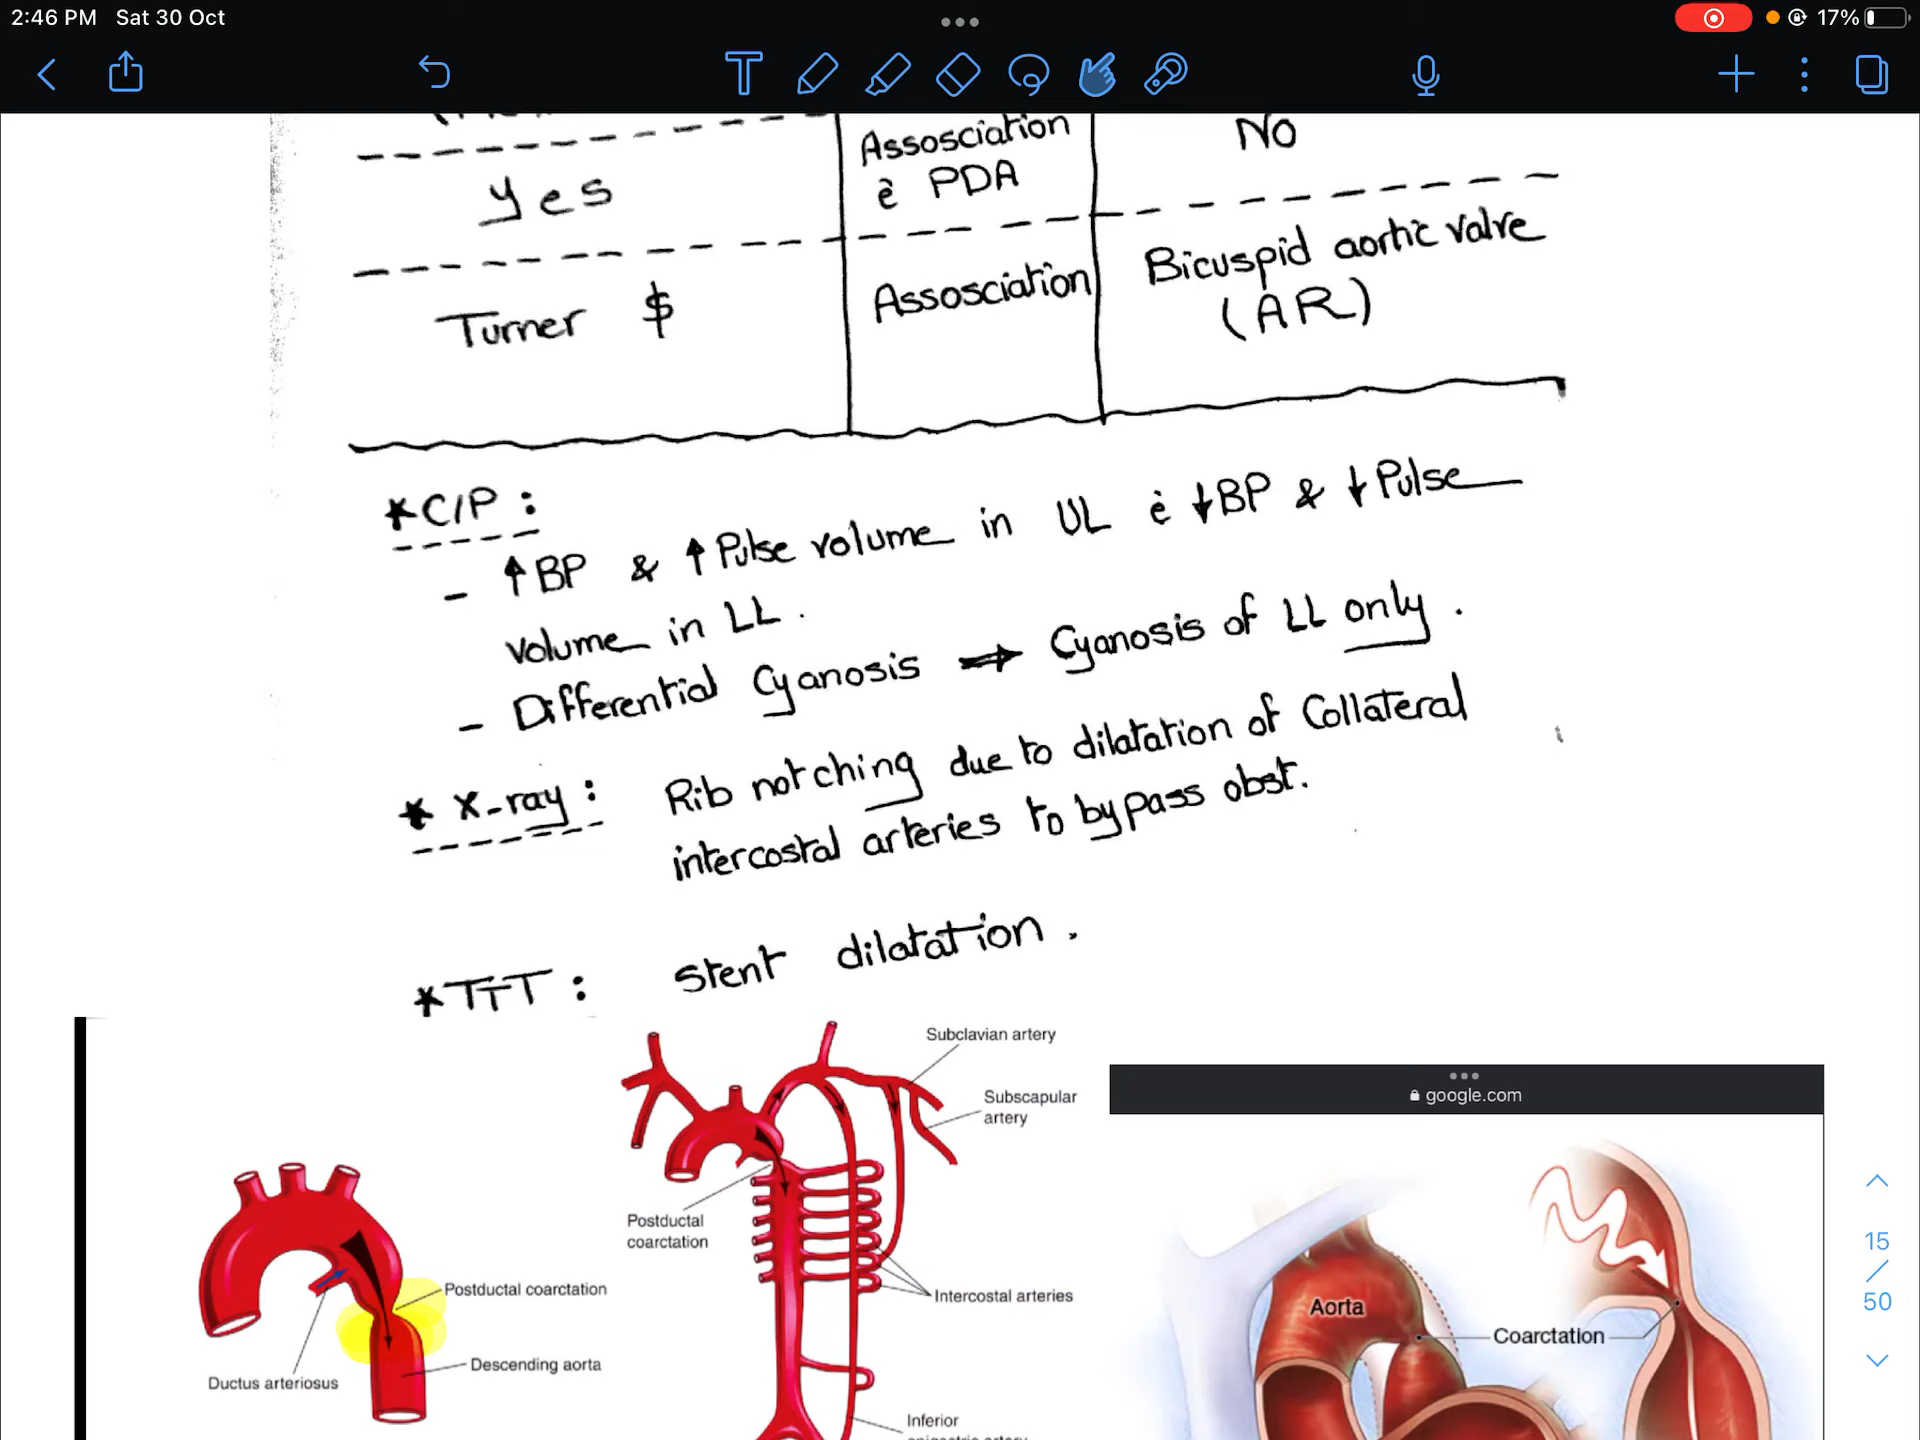 2:46 PM Sat 30 Oct
17%
Assosciation
No
Yes
è PDA
Turner $
Assosciation
Bicuspid aortic valve
(AR)
*C/P :
- ↑BP & ↑Pulse volume in UL è ↓BP & ↓Pulse
volume in LL .
- Differential Cyanosis → Cyanosis of LL only .
* X-ray : Rib notching due to dilatation of Collateral
intercostal arteries to bypass obst.
*TTT : Stent dilatation .
Subclavian artery
Subscapular
artery
Postductal
coarctation
Intercostal arteries
Inferior
Postductal coarctation
Descending aorta
Ductus arteriosus
google.com
Aorta
Coarctation
15
/
50